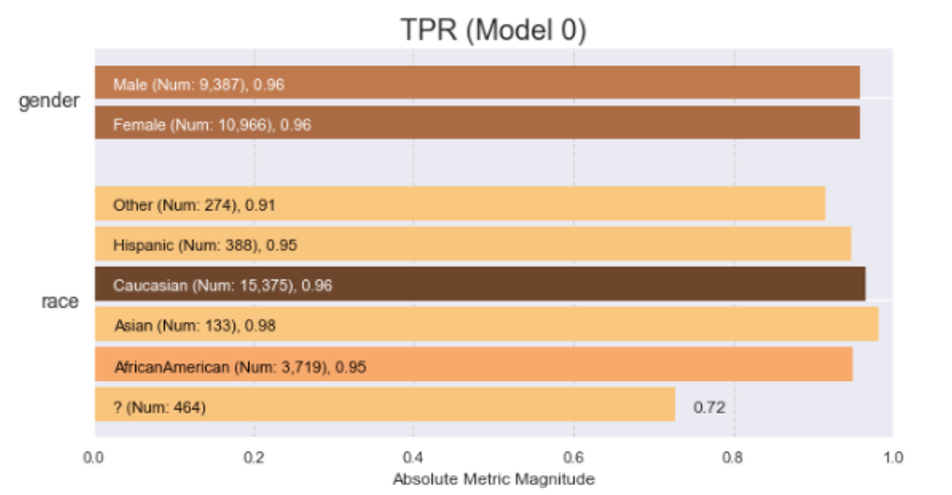 TPR (Model 0)
gender
Male (Num: 9,387), 0.96
Female (Num: 10,966), 0.96
race
Other (Num: 274), 0.91
Hispanic (Num: 388), 0.95
Caucasian (Num: 15,375), 0.96
Asian (Num: 133), 0.98
AfricanAmerican (Num: 3,719), 0.95
? (Num: 464) 0.72
0.0 0.2 0.4 0.6 0.8 1.0
Absolute Metric Magnitude